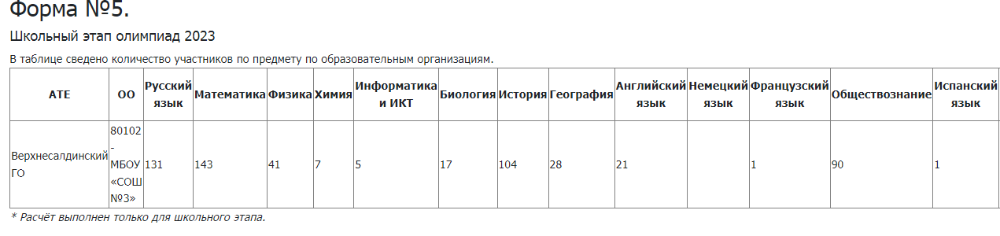 Форма №5.
Школьный этап олимпиад 2023
В таблице сведено количество участников по предмету по образовательным организациям.
АТЕ ОО Русский язык Математика Физика Химия Информатика и ИКТ Биология История География Английский язык Немецкий язык Французский язык Обществознание Испанский язык
Верхнесалдинский ГО 80102 - МБОУ «СОШ №3» 131 143 41 7 5 17 104 28 21 1 90 1
* Расчёт выполнен только для школьного этапа.